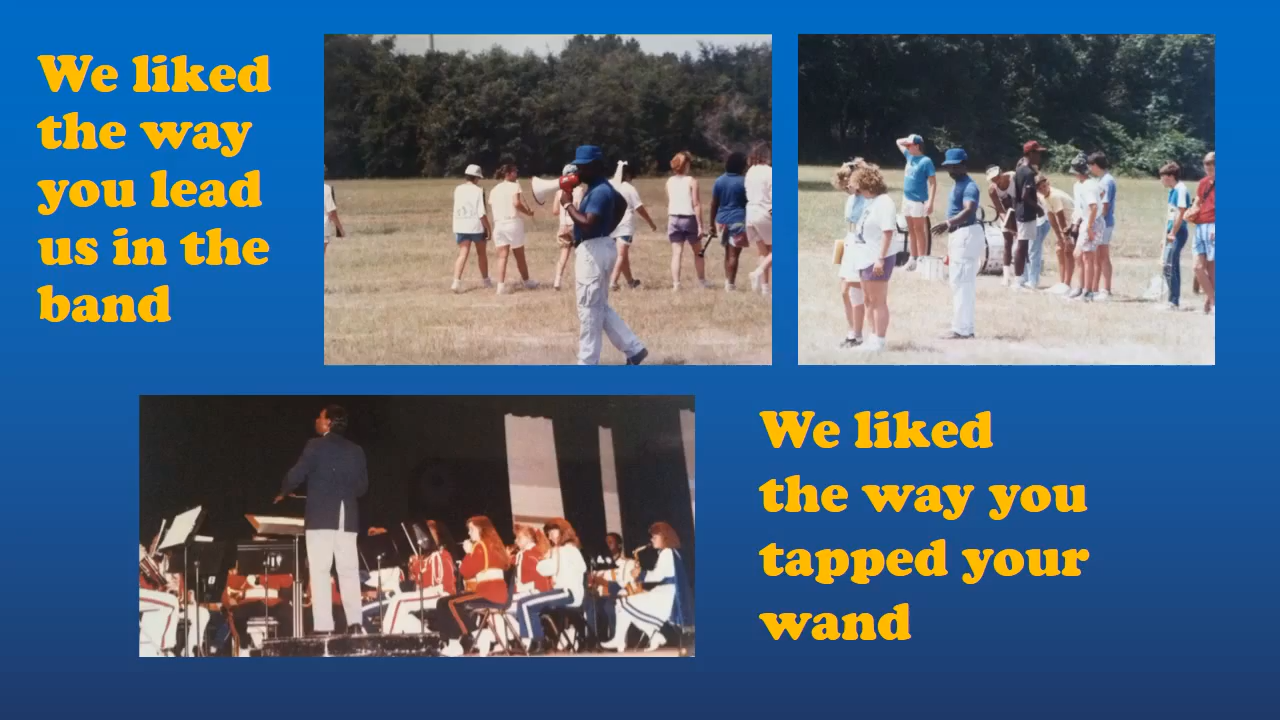 We liked
the way
you lead
us in the
band
We liked
the way you
tapped your
wand